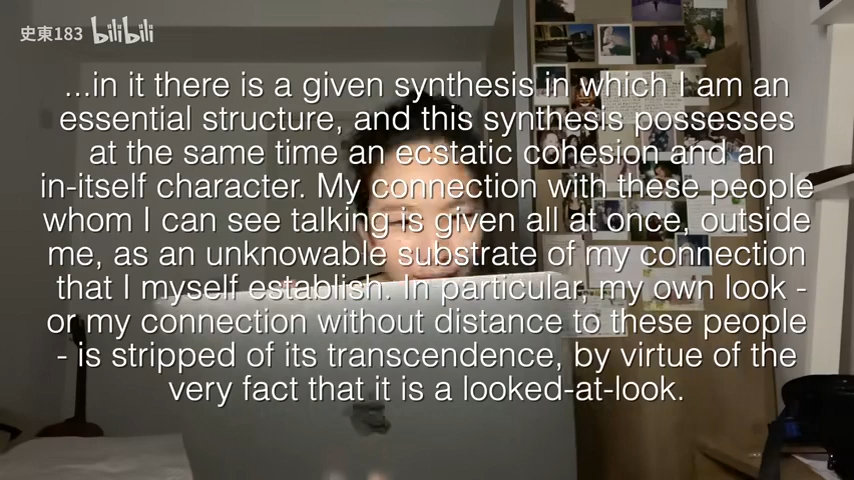 史東183 bilibili
...in it there is a given synthesis in which I am an
essential structure, and this synthesis possesses
at the same time an ecstatic cohesion and an
in-itself character. My connection with these people
whom I can see talking is given all at once, outside
me, as an unknowable substrate of my connection
that I myself establish. In particular, my own look -
or my connection without distance to these people
- is stripped of its transcendence, by virtue of the
very fact that it is a looked-at-look.